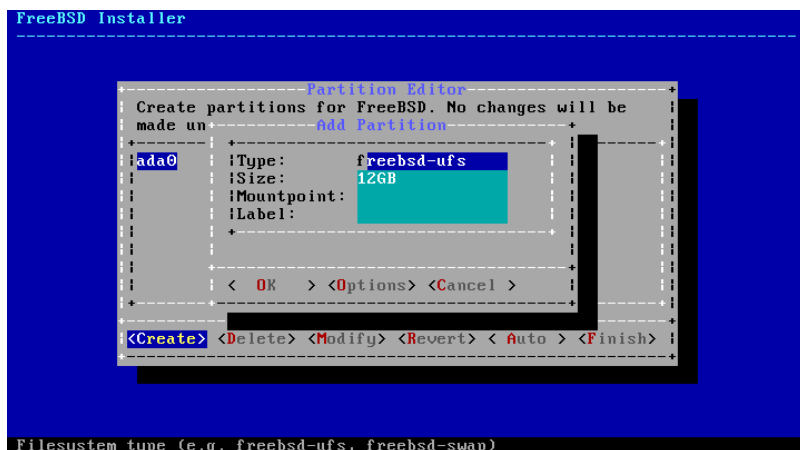 FreeBSD Installer
Partition Editor
Create partitions for FreeBSD. No changes will be
made un
Add Partition
ada0
Type: freebsd-ufs
Size: 12GB
Mountpoint:
Label:
< OK > <Options> <Cancel >
<Create> <Delete> <Modify> <Revert> < Auto > <Finish>
Filesystem type (e.g. freebsd-ufs, freebsd-swap)